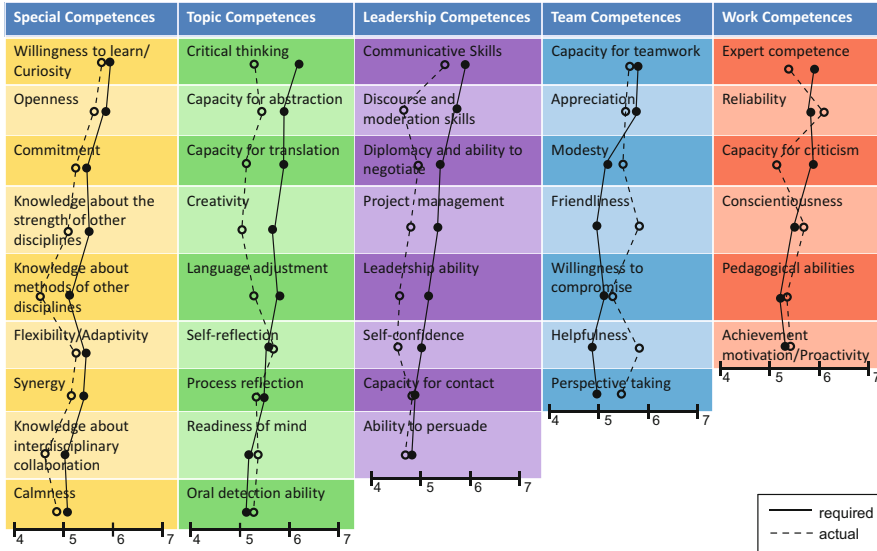 Special Competences
Topic Competences
Leadership Competences
Team Competences
Work Competences
Willingness to learn/
Curiosity
Openness
Commitment
Knowledge about the
strength of other
disciplines
Knowledge about
methods of other
disciplines
Flexibility/Adaptivity
Synergy
Knowledge about
interdisciplinary
collaboration
Calmness
4 5 6 7
Critical thinking
Capacity for abstraction
Capacity for translation
Creativity
Language adjustment
Self-reflection
Process reflection
Readiness of mind
Oral detection ability
4 5 6 7
Communicative Skills
Discourse and
moderation skills
Diplomacy and ability to
negotiate
Project management
Leadership ability
Self-confidence
Capacity for contact
Ability to persuade
4 5 6 7
Capacity for teamwork
Appreciation
Modesty
Friendliness
Willingness to
compromise
Helpfulness
Perspective taking
4 5 6 7
Expert competence
Reliability
Capacity for criticism
Conscientiousness
Pedagogical abilities
Achievement
motivation/Proactivity
4 5 6 7
required
actual